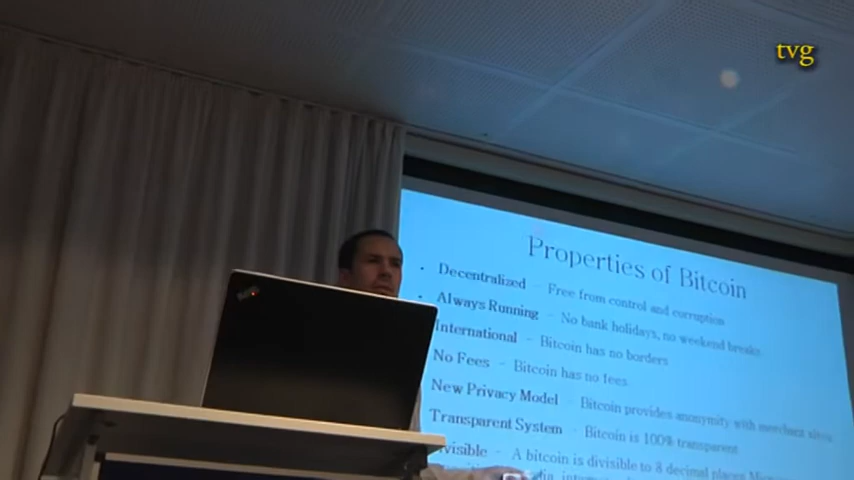 tvg
Properties of Bitcoin
· Decentralized - Free from control and corruption
· Always Running - No bank holidays, no weekend breaks
International - Bitcoin has no borders
No Fees - Bitcoin has no fees
New Privacy Model - Bitcoin provides anonymity with
Transparent System - Bitcoin is 100% transparent
A bitcoin is divisible to 8 decimal places